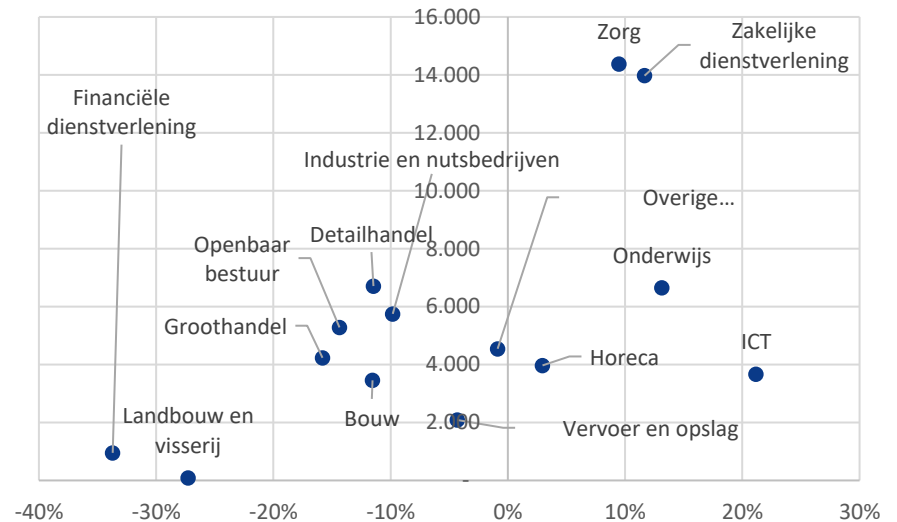 16.000
Zorg
Zakelijke
dienstverlening
14.000
Financiële
dienstverlening
12.000
Industrie en nutsbedrijven
10.000
Overige...
Detailhandel
8.000
Openbaar
bestuur
Onderwijs
6.000
Groothandel
ICT
4.000
Horeca
Landbouw en
visserij
Bouw
2.000
Vervoer en opslag
-
-40%
-30%
-20%
-10%
0%
10%
20%
30%